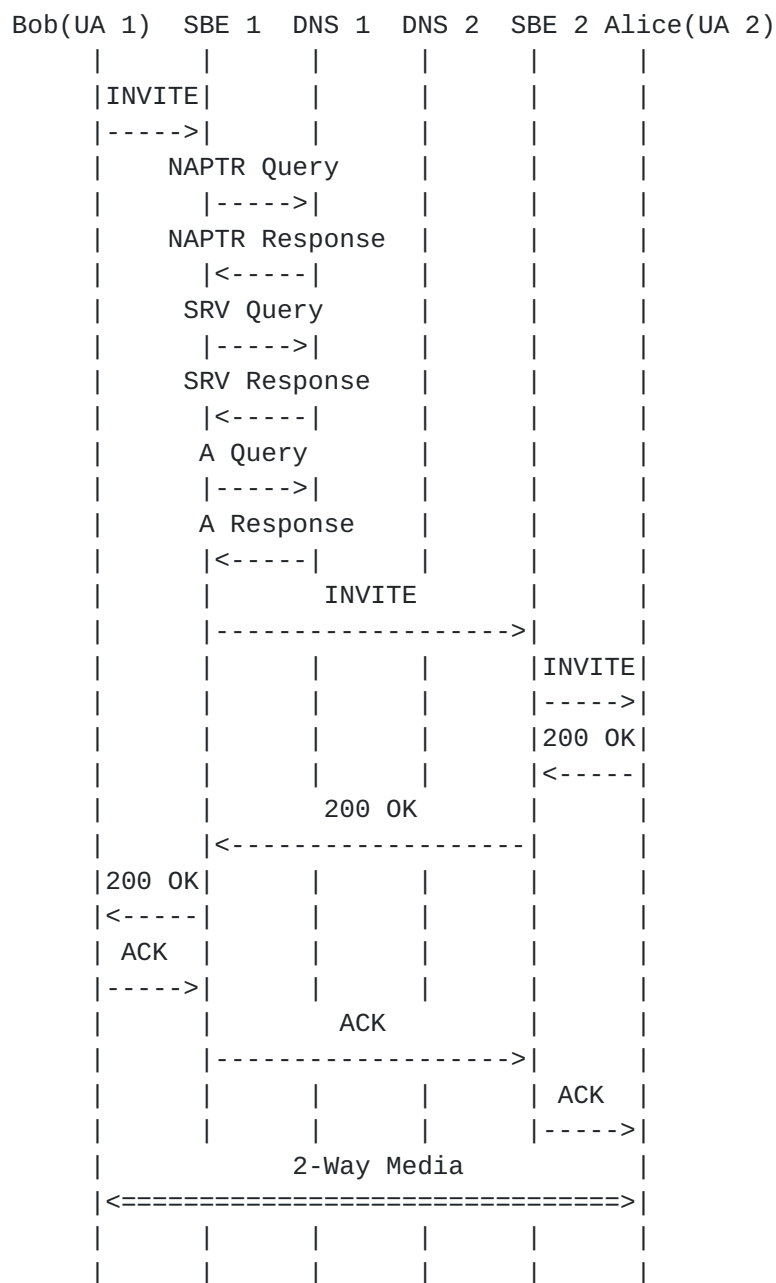 Bob(UA 1)  SBE 1  DNS 1  DNS 2  SBE 2 Alice(UA 2)
     |      |      |      |      |      |
     |INVITE|      |      |      |      |
     |----->|      |      |      |      |
     |    NAPTR Query     |      |      |
     |      |----->|      |      |      |
     |    NAPTR Response  |      |      |
     |      |<-----|      |      |      |
     |     SRV Query      |      |      |
     |      |----->|      |      |      |
     |     SRV Response   |      |      |
     |      |<-----|      |      |      |
     |      A Query       |      |      |
     |      |----->|      |      |      |
     |      A Response    |      |      |
     |      |<-----|      |      |      |
     |      |       INVITE       |      |
     |      |------------------->|      |
     |      |      |      |      |INVITE|
     |      |      |      |      |----->|
     |      |      |      |      |200 OK|
     |      |      |      |      |<-----|
     |      |       200 OK       |      |
     |      |<-------------------|      |
     |200 OK|      |      |      |      |
     |<-----|      |      |      |      |
     | ACK  |      |      |      |      |
     |----->|      |      |      |      |
     |      |        ACK         |      |
     |      |------------------->|      |
     |      |      |      |      | ACK  |
     |      |      |      |      |----->|
     |            2-Way Media           |
     |<================================>|
     |      |      |      |      |      |
     |      |      |      |      |      |